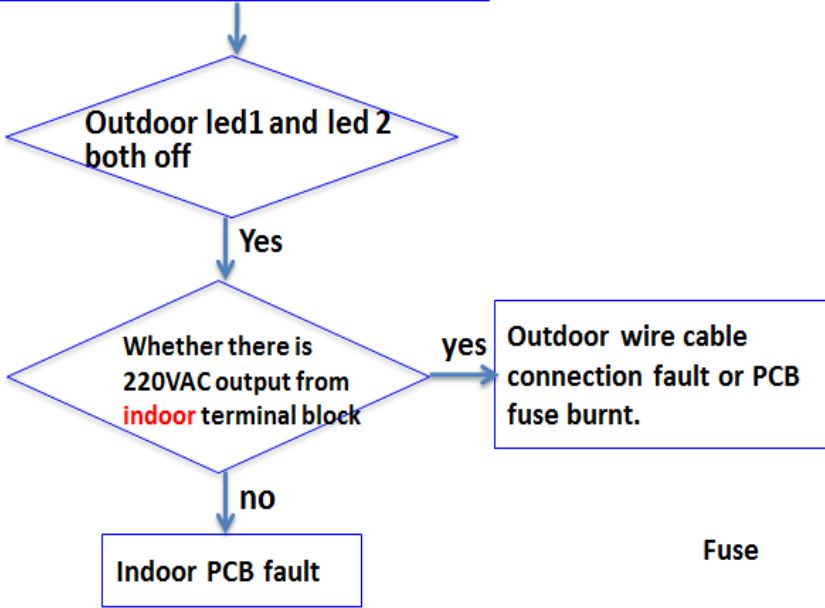 Outdoor led1 and led 2
both off
Yes
Whether there is
220VAC output from
indoor terminal block
yes
Outdoor wire cable
connection fault or PCB
fuse burnt.
no
Indoor PCB fault
Fuse